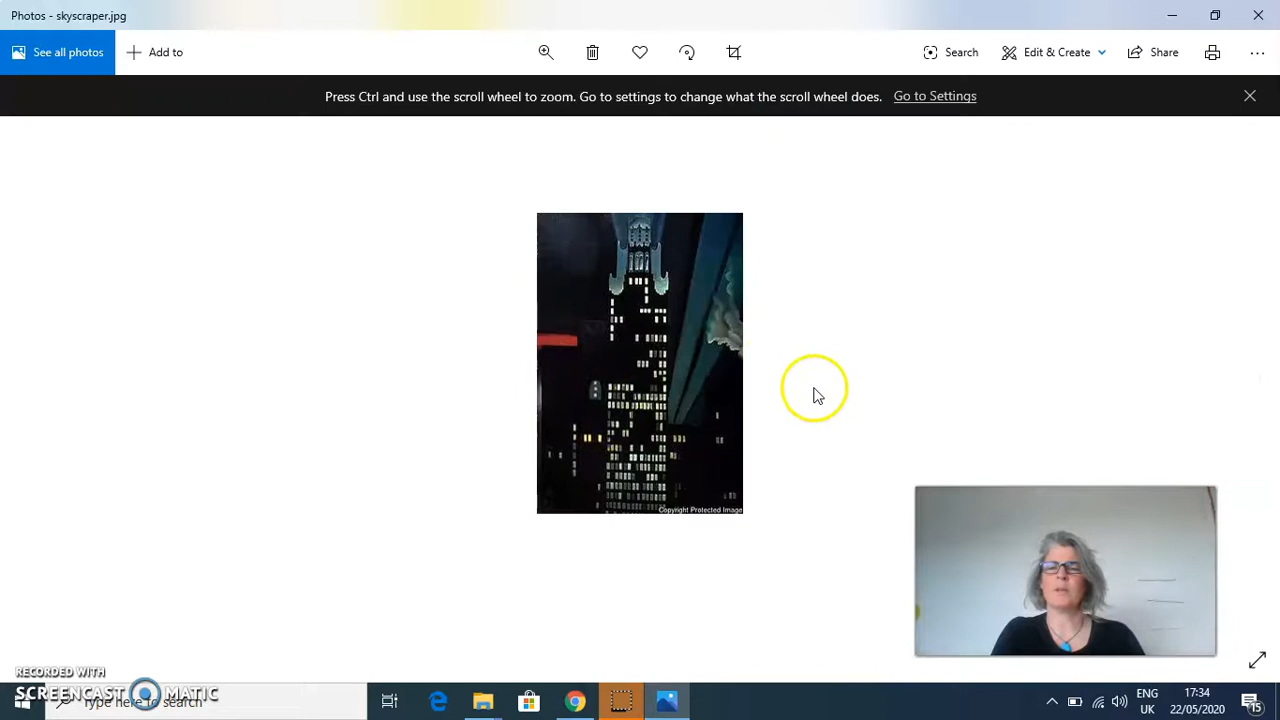 Photos - skyscraper.jpg
See all photos
Add to
Search
Edit & Create
Share
Press Ctrl and use the scroll wheel to zoom. Go to settings to change what the scroll wheel does. Go to Settings
Copyright Protected Image
RECORDED WITH
SCREENCAST MATIC
Type here to search
ENG
UK
17:34
22/05/2020
15